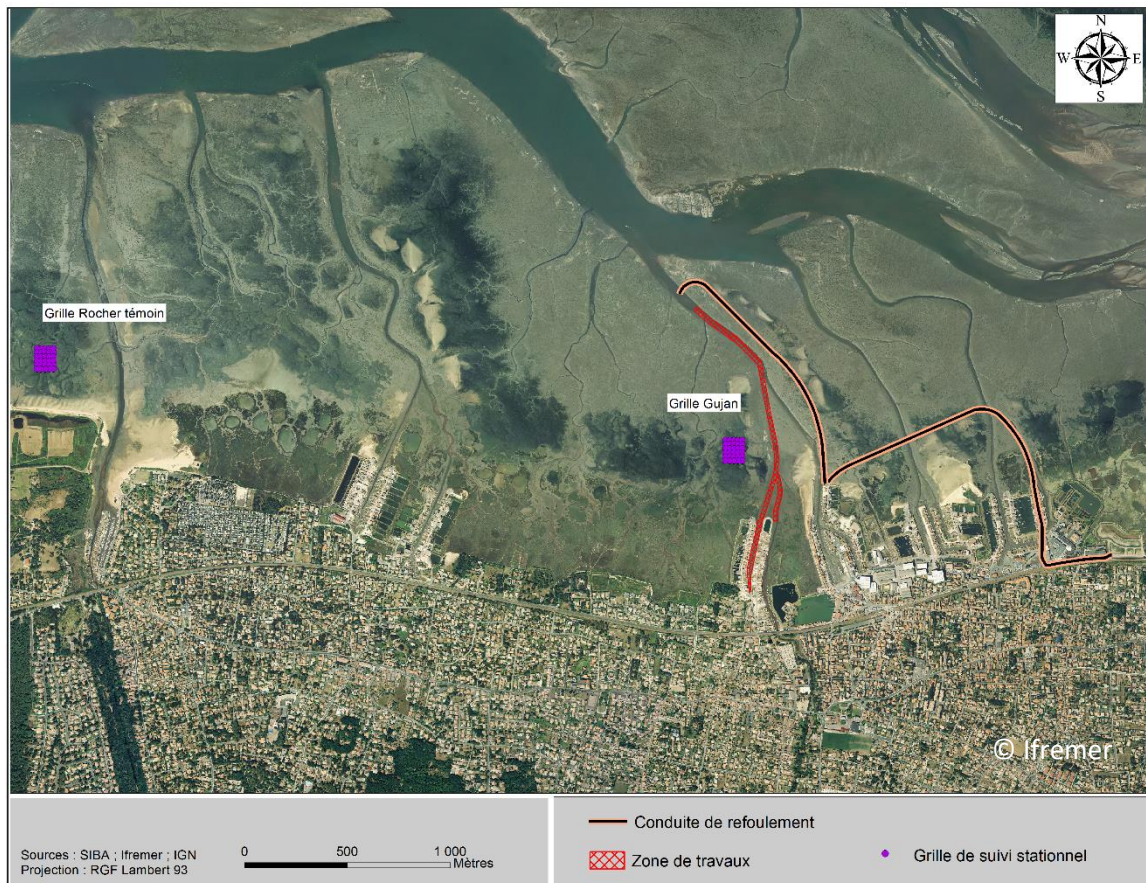 N
W E
S
Grille Rocher témoin
Grille Gujan
© Ifremer
Sources : SIBA ; Ifremer ; IGN
Projection : RGF Lambert 93
0 500 1 000
Mètres
Conduite de refoulement
Zone de travaux
Grille de suivi stationnel